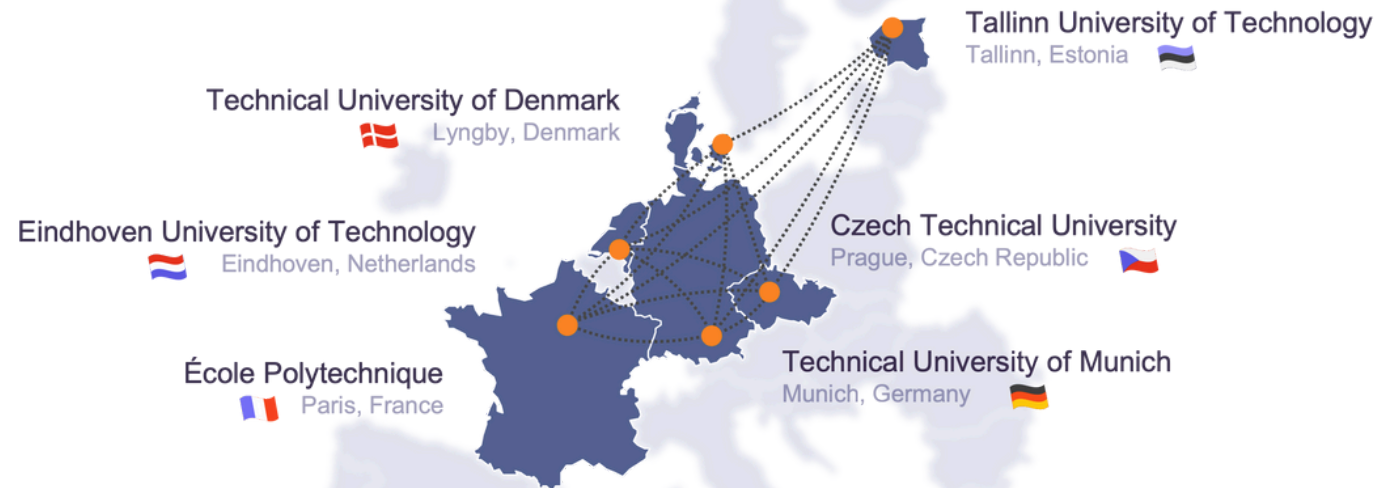 Tallinn University of Technology
Tallinn, Estonia
Technical University of Denmark
Lyngby, Denmark
Eindhoven University of Technology
Eindhoven, Netherlands
Czech Technical University
Prague, Czech Republic
École Polytechnique
Paris, France
Technical University of Munich
Munich, Germany